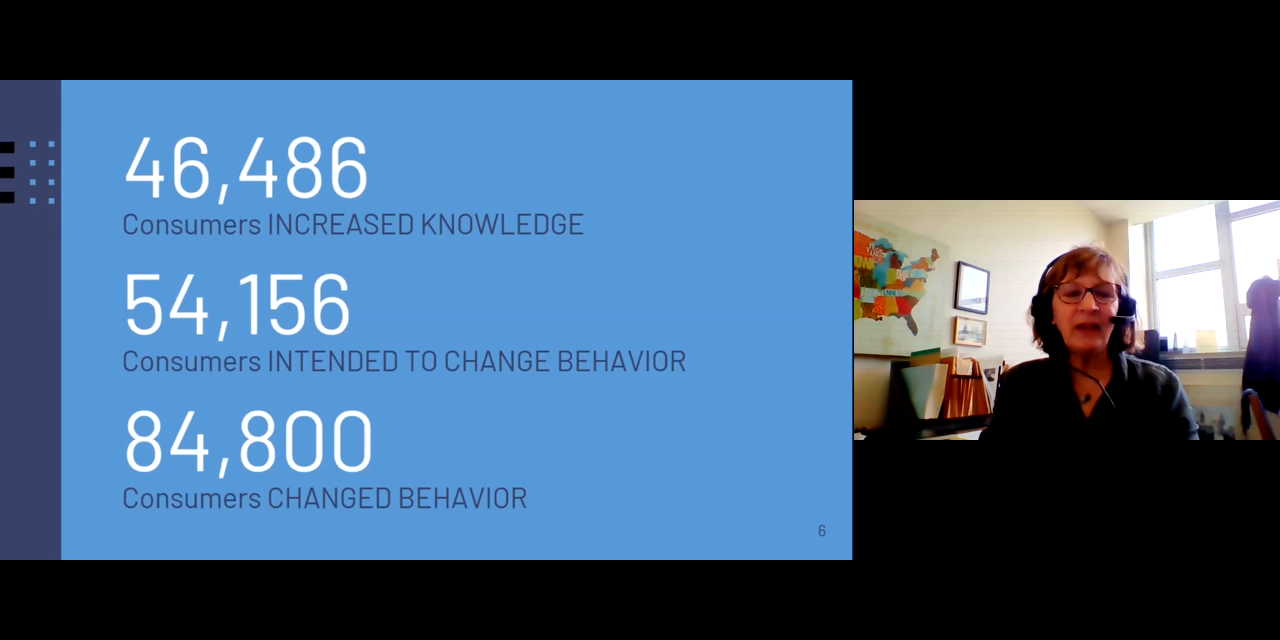 46,486
Consumers INCREASED KNOWLEDGE
54,156
Consumers INTENDED TO CHANGE BEHAVIOR
84,800
Consumers CHANGED BEHAVIOR
6